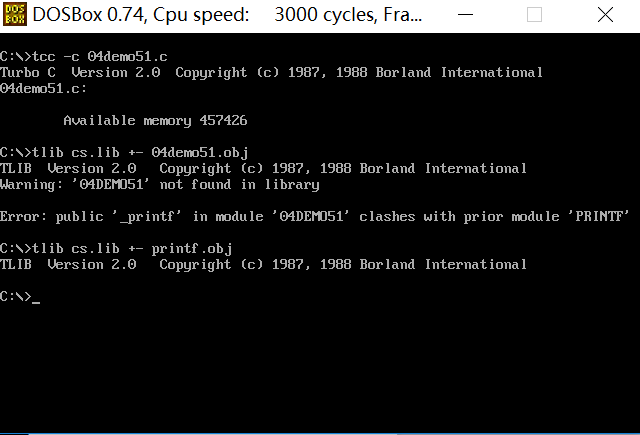 DOS BOX
DOSBox 0.74, Cpu speed: 3000 cycles, Fra...
C:\>tcc -c 04demo51.c
Turbo C Version 2.0 Copyright (c) 1987, 1988 Borland International
04demo51.c:
Available memory 457426
C:\>tlib cs.lib +- 04demo51.obj
TLIB Version 2.0 Copyright (c) 1987, 1988 Borland International
Warning: '04DEMO51' not found in library
Error: public '_printf' in module '04DEMO51' clashes with prior module 'PRINTF'
C:\>tlib cs.lib +- printf.obj
TLIB Version 2.0 Copyright (c) 1987, 1988 Borland International
C:\>_